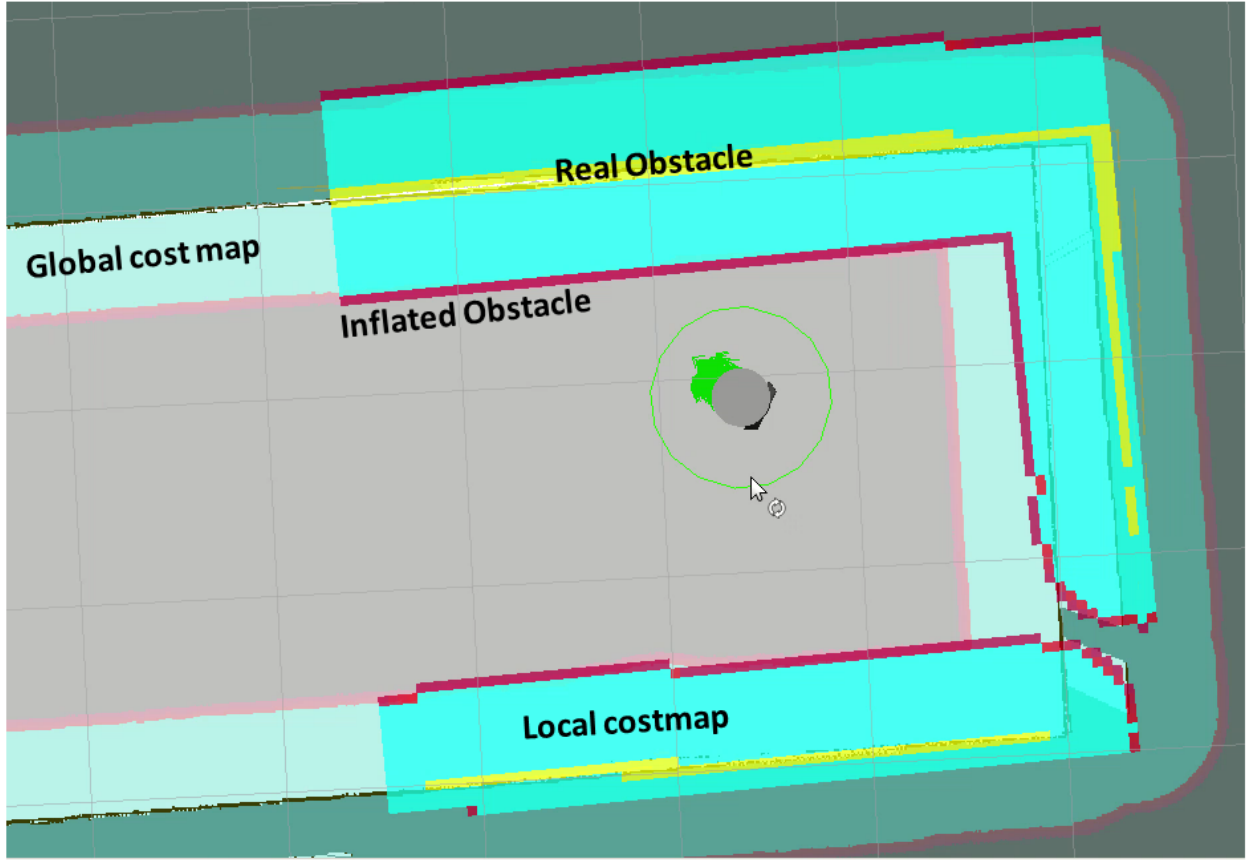 Real Obstacle
Global cost map
Inflated Obstacle
Local costmap